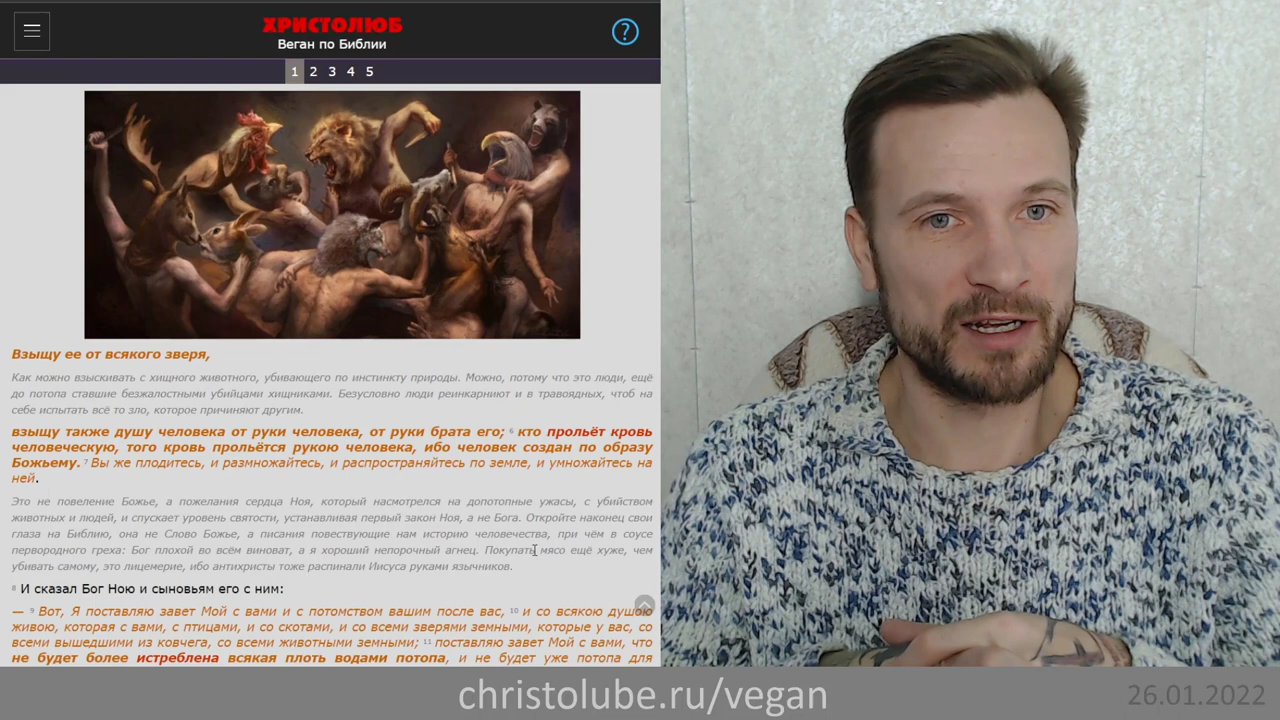 ХРИСТОЛЮБ
Веган по Библии
?
1 2 3 4 5
Взыщу ее от всякого зверя,
Как можно взыскивать с хищного животного, убивающего по инстинкту природы. Можно, потому что это люди, ещё
до потопа ставшие безжалостными убийцами хищниками. Безусловно люди реинкарниют и в травоядных, чтоб на
себе испытать всё то зло, которое причиняют другим.
взыщу также душу человека от руки человека, от руки брата его; 6 кто прольёт кровь
человеческую, того кровь прольётся рукою человека, ибо человек создан по образу
Божьему. 7 Вы же плодитесь, и размножайтесь, и распространяйтесь по земле, и умножайтесь на
ней.
Это не повеление Божье, а пожелания сердца Ноя, который насмотрелся на допотопные ужасы, с убийством
животных и людей, и спускает уровень святости, устанавливая первый закон Ноя, а не Бога. Откройте наконец свои
глаза на Библию, она не Слово Божье, а писания повествующие нам историю человечества, при чём в соусе
первородного греха: Бог плохой во всём виноват, а я хороший непорочный агнец. Покупать мясо ещё хуже, чем
убивать самому, это лицемерие, ибо антихристы тоже распинали Иисуса руками язычников.
8 И сказал Бог Ною и сыновьям его с ним:
— 9 Вот, Я поставляю завет Мой с вами и с потомством вашим после вас, 10 и со всякою душою
живою, которая с вами, с птицами, и со скотами, и со всеми зверями земными, которые у вас, со
всеми вышедшими из ковчега, со всеми животными земными; 11 поставляю завет Мой с вами, что
не будет более истреблена всякая плоть водами потопа, и не будет уже потопа для
christolube.ru/vegan
26.01.2022